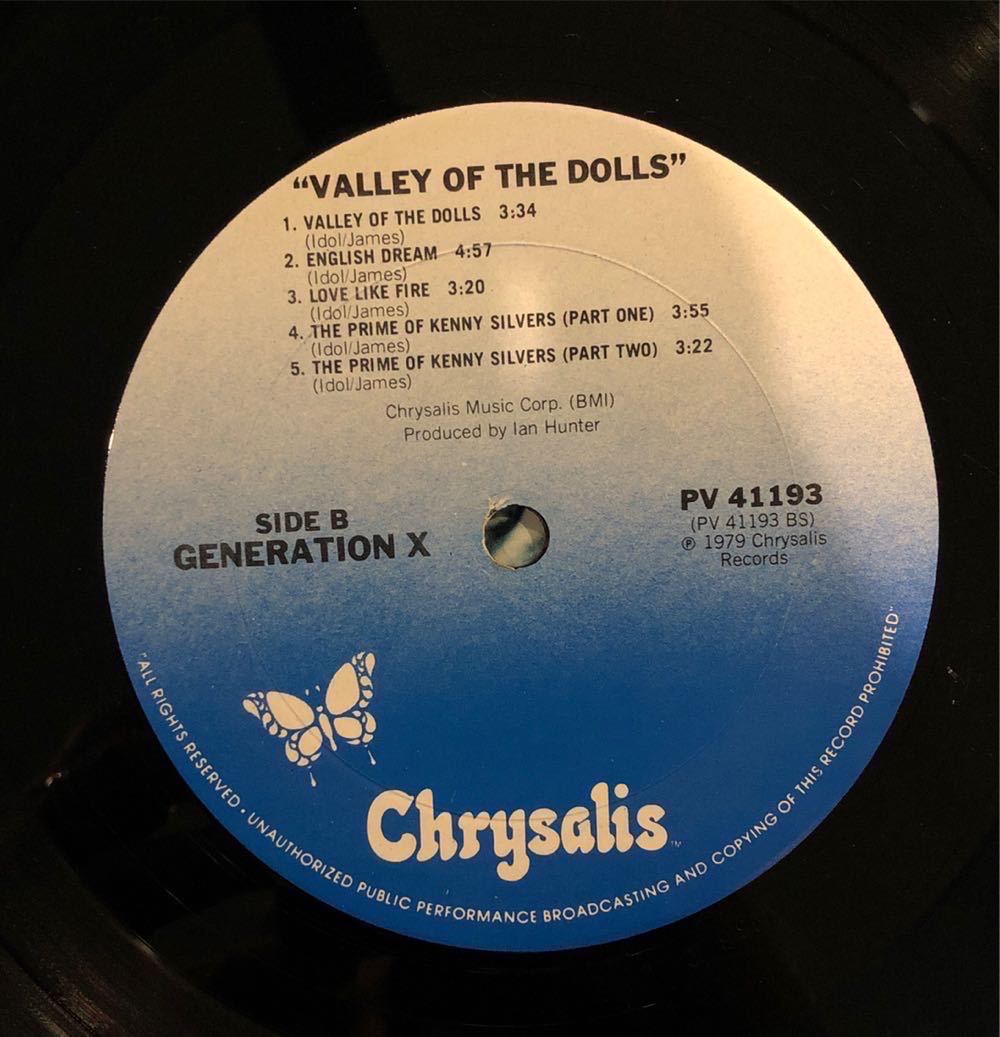 “VALLEY OF THE DOLLS”
1. VALLEY OF THE DOLLS 3:34
(Idol/James)
2. ENGLISH DREAM 4:57
(Idol/James)
3. LOVE LIKE FIRE 3:20
(Idol/James)
4. THE PRIME OF KENNY SILVERS (PART ONE) 3:55
(Idol/James)
5. THE PRIME OF KENNY SILVERS (PART TWO) 3:22
(Idol/James)
Chrysalis Music Corp. (BMI)
Produced by Ian Hunter
SIDE B
GENERATION X
PV 41193
(PV 41193 BS)
℗ 1979 Chrysalis
Records
Chrysalis™
"ALL RIGHTS RESERVED • UNAUTHORIZED PUBLIC PERFORMANCE BROADCASTING AND COPYING OF THIS RECORD PROHIBITED"